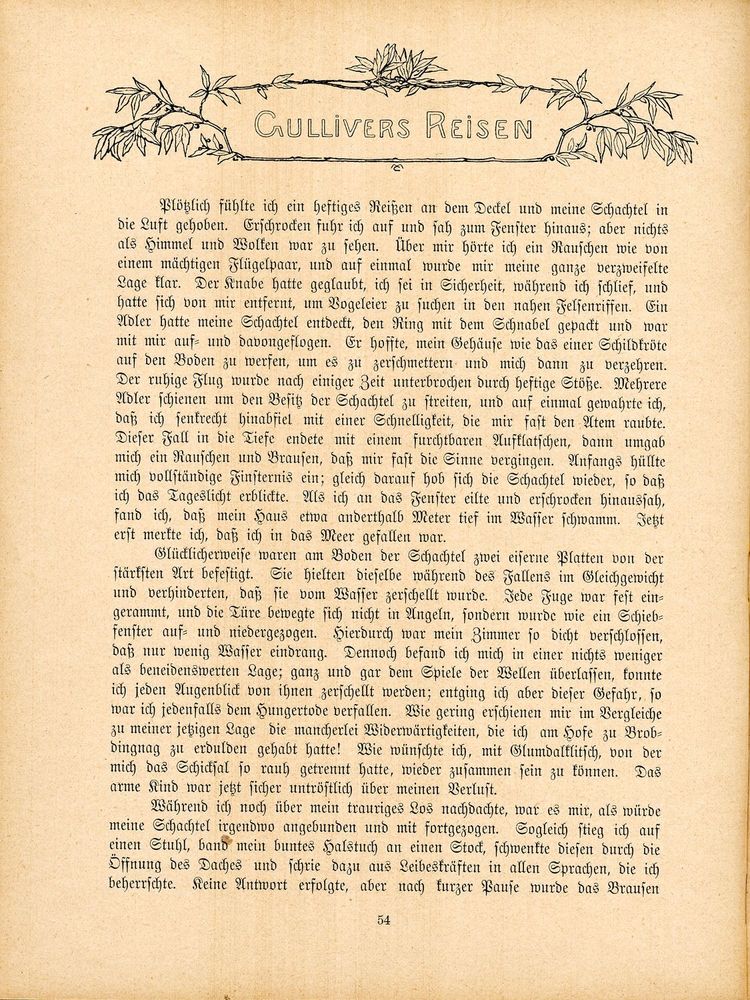 GULLIVERS REISEN
Plötzlich fühlte ich ein heftiges Reißen an dem Deckel und meine Schachtel in
die Luft gehoben. Erschrocken fuhr ich auf und sah zum Fenster hinaus; aber nichts
als Himmel und Wolken war zu sehen. Über mir hörte ich ein Rauschen wie von
einem mächtigen Flügelpaar, und auf einmal wurde mir meine ganze verzweifelte
Lage klar. Der Knabe hatte geglaubt, ich sei in Sicherheit, während ich schlief, und
hatte sich von mir entfernt, um Vogeleier zu suchen in den nahen Felsenriffen. Ein
Adler hatte meine Schachtel entdeckt, den Ring mit dem Schnabel gepackt und war
mit mir auf- und davongeflogen. Er hoffte, mein Gehäuse wie das einer Schildkröte
auf den Boden zu werfen, um es zu zerschmettern und mich dann zu verzehren.
Der ruhige Flug wurde nach einiger Zeit unterbrochen durch heftige Stöße. Mehrere
Adler schienen um den Besitz der Schachtel zu streiten, und auf einmal gewahrte ich,
daß ich senkrecht hinabfiel mit einer Schnelligkeit, die mir fast den Atem raubte.
Dieser Fall in die Tiefe endete mit einem furchtbaren Aufklatschen, dann umgab
mich ein Rauschen und Brausen, daß mir fast die Sinne vergingen. Anfangs hüllte
mich vollständige Finsternis ein; gleich darauf hob sich die Schachtel wieder, so daß
ich das Tageslicht erblickte. Als ich an das Fenster eilte und erschrocken hinaussah,
fand ich, daß mein Haus etwa anderthalb Meter tief im Wasser schwamm. Jetzt
erst merkte ich, daß ich in das Meer gefallen war.
Glücklicherweise waren am Boden der Schachtel zwei eiserne Platten von der
stärksten Art befestigt. Sie hielten dieselbe während des Fallens im Gleichgewicht
und verhinderten, daß sie vom Wasser zerschellt wurde. Jede Fuge war fest ein-
gerammt, und die Türe bewegte sich nicht in Angeln, sondern wurde wie ein Schieb-
fenster auf- und niedergezogen. Hierdurch war mein Zimmer so dicht verschlossen,
daß nur wenig Wasser eindrang. Dennoch befand ich mich in einer nichts weniger
als beneidenswerten Lage; ganz und gar dem Spiele der Wellen überlassen, konnte
ich jeden Augenblick von ihnen zerschellt werden; entging ich aber dieser Gefahr, so
war ich jedenfalls dem Hungertode verfallen. Wie gering erschienen mir im Vergleiche
zu meiner jetzigen Lage die mancherlei Widerwärtigkeiten, die ich am Hofe zu Brob-
dingnag zu erdulden gehabt hatte! Wie wünschte ich, mit Glumdalklitsch, von der
mich das Schicksal so rauh getrennt hatte, wieder zusammen sein zu können. Das
arme Kind war jetzt sicher untröstlich über meinen Verlust.
Während ich noch über mein trauriges Los nachdachte, war es mir, als würde
meine Schachtel irgendwo angebunden und mit fortgezogen. Sogleich stieg ich auf
einen Stuhl, band mein buntes Halstuch an einen Stock, schwenkte diesen durch die
Öffnung des Daches und schrie dazu aus Leibeskräften in allen Sprachen, die ich
beherrschte. Keine Antwort erfolgte, aber nach kurzer Pause wurde das Brausen
54